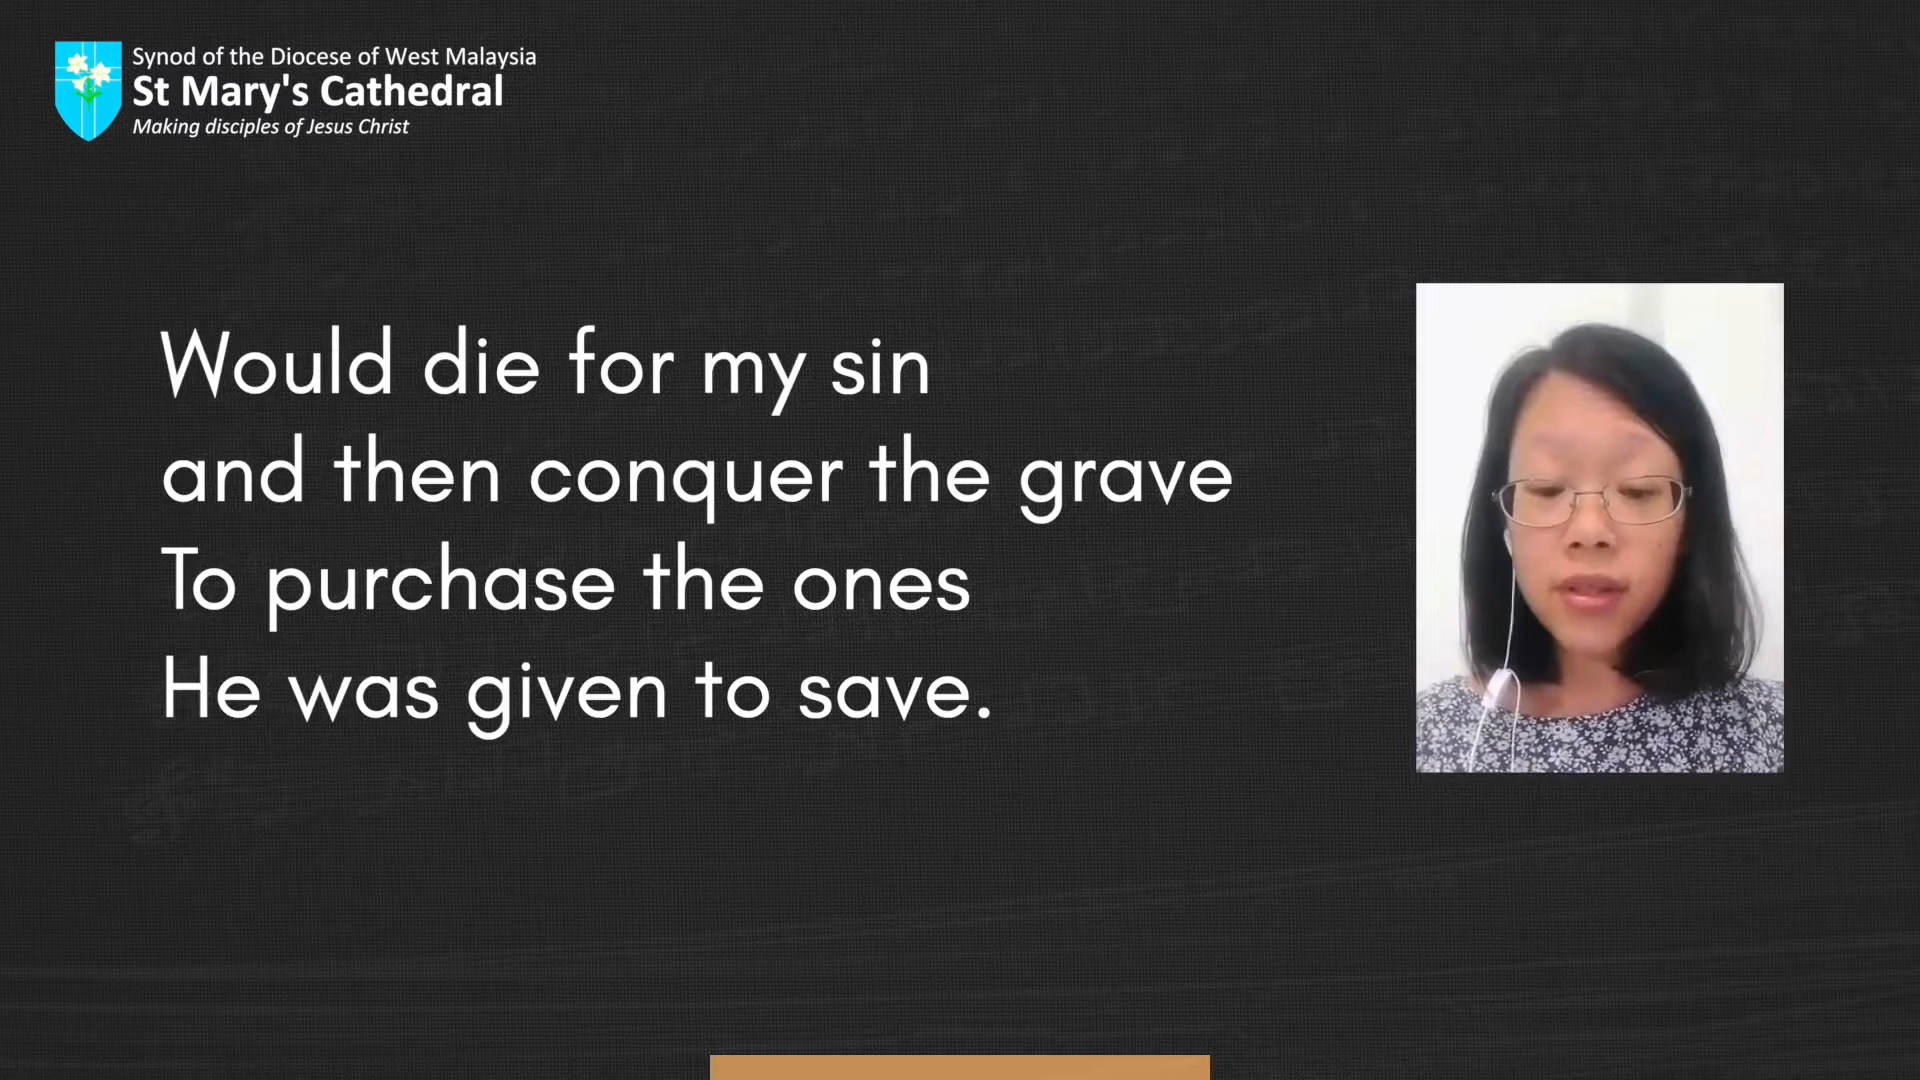 Synod of the Diocese of West Malaysia
St Mary's Cathedral
Making disciples of Jesus Christ
Would die for my sin
and then conquer the grave
To purchase the ones
He was given to save.